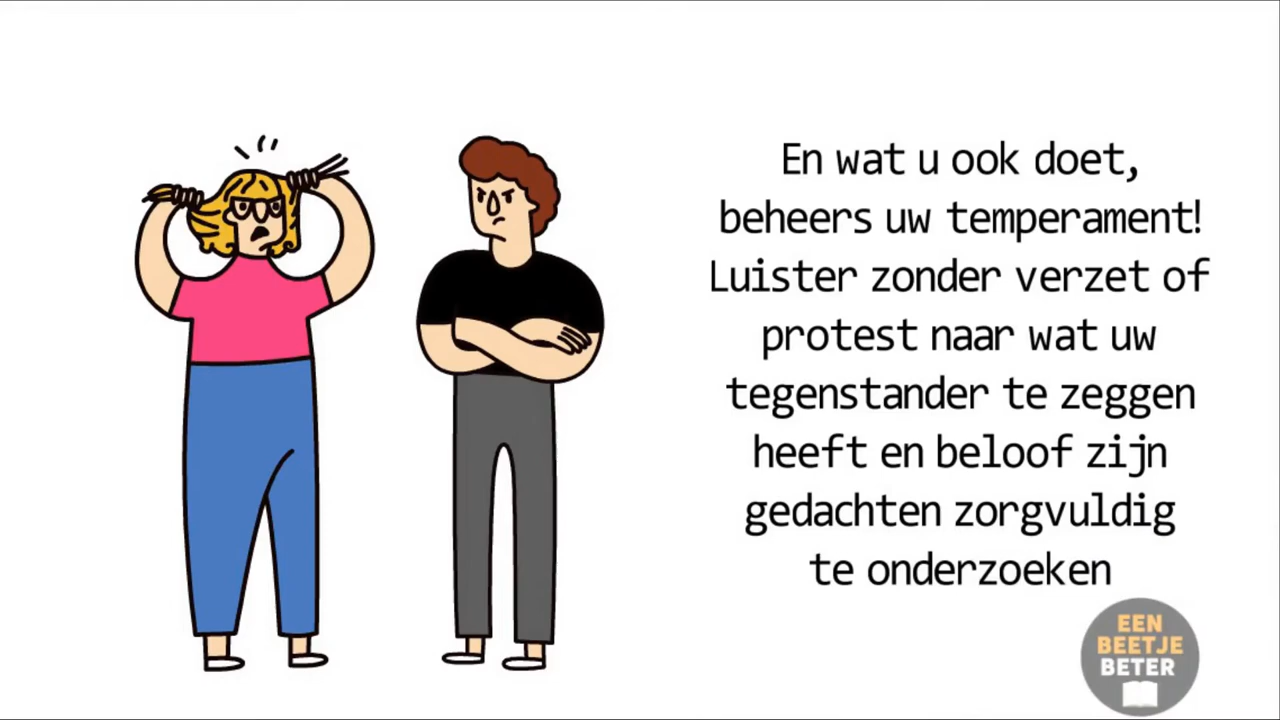 En wat u ook doet,
beheers uw temperament!
Luister zonder verzet of
protest naar wat uw
tegenstander te zeggen
heeft en beloof zijn
gedachten zorgvuldig
te onderzoeken
EEN
BEETJE
BETER